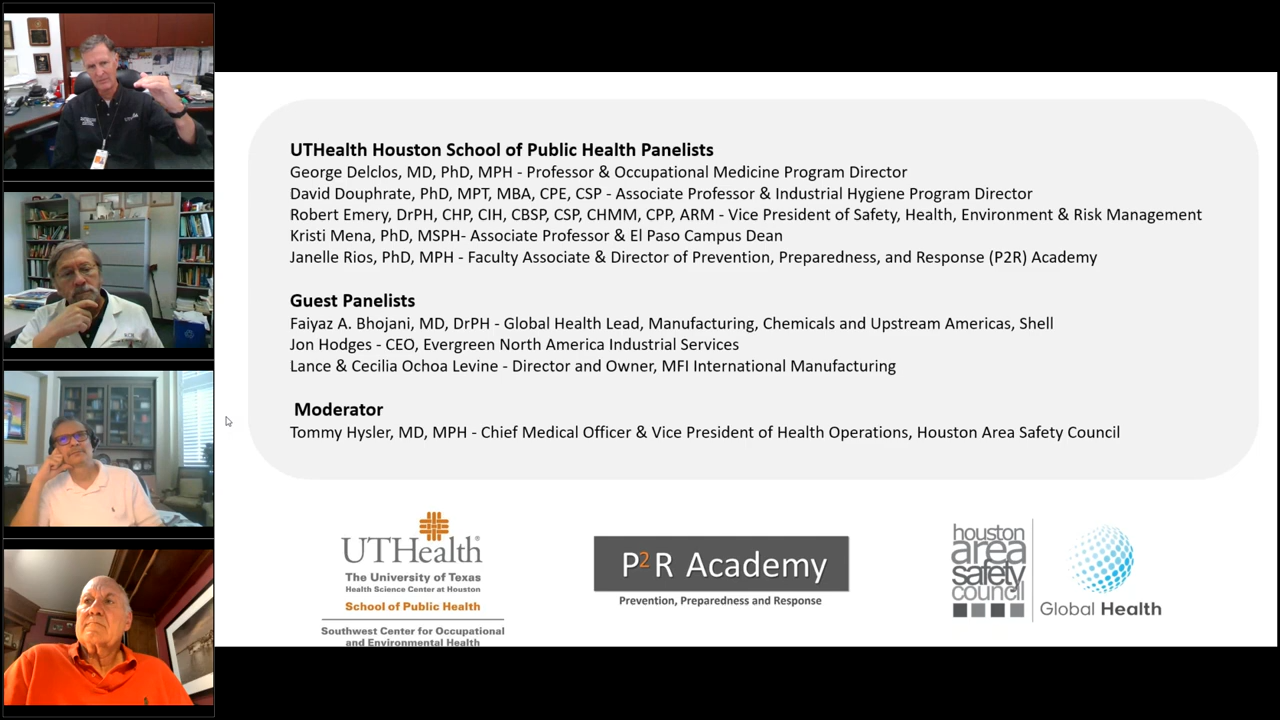 UTHealth Houston School of Public Health Panelists
George Delclos, MD, PhD, MPH - Professor & Occupational Medicine Program Director
David Douphrate, PhD, MPT, MBA, CPE, CSP - Associate Professor & Industrial Hygiene Program Director
Robert Emery, DrPH, CHP, CIH, CBSP, CSP, CHMM, CPP, ARM - Vice President of Safety, Health, Environment & Risk Management
Kristi Mena, PhD, MSPH- Associate Professor & El Paso Campus Dean
Janelle Rios, PhD, MPH - Faculty Associate & Director of Prevention, Preparedness, and Response (P2R) Academy
Guest Panelists
Faiyaz A. Bhojani, MD, DrPH - Global Health Lead, Manufacturing, Chemicals and Upstream Americas, Shell
Jon Hodges - CEO, Evergreen North America Industrial Services
Lance & Cecilia Ochoa Levine - Director and Owner, MFI International Manufacturing
Moderator
Tommy Hysler, MD, MPH - Chief Medical Officer & Vice President of Health Operations, Houston Area Safety Council
UTHealth®
The University of Texas
Health Science Center at Houston
School of Public Health
Southwest Center for Occupational
and Environmental Health
P2R Academy
Prevention, Preparedness and Response
houston
area
safety
council
Global Health